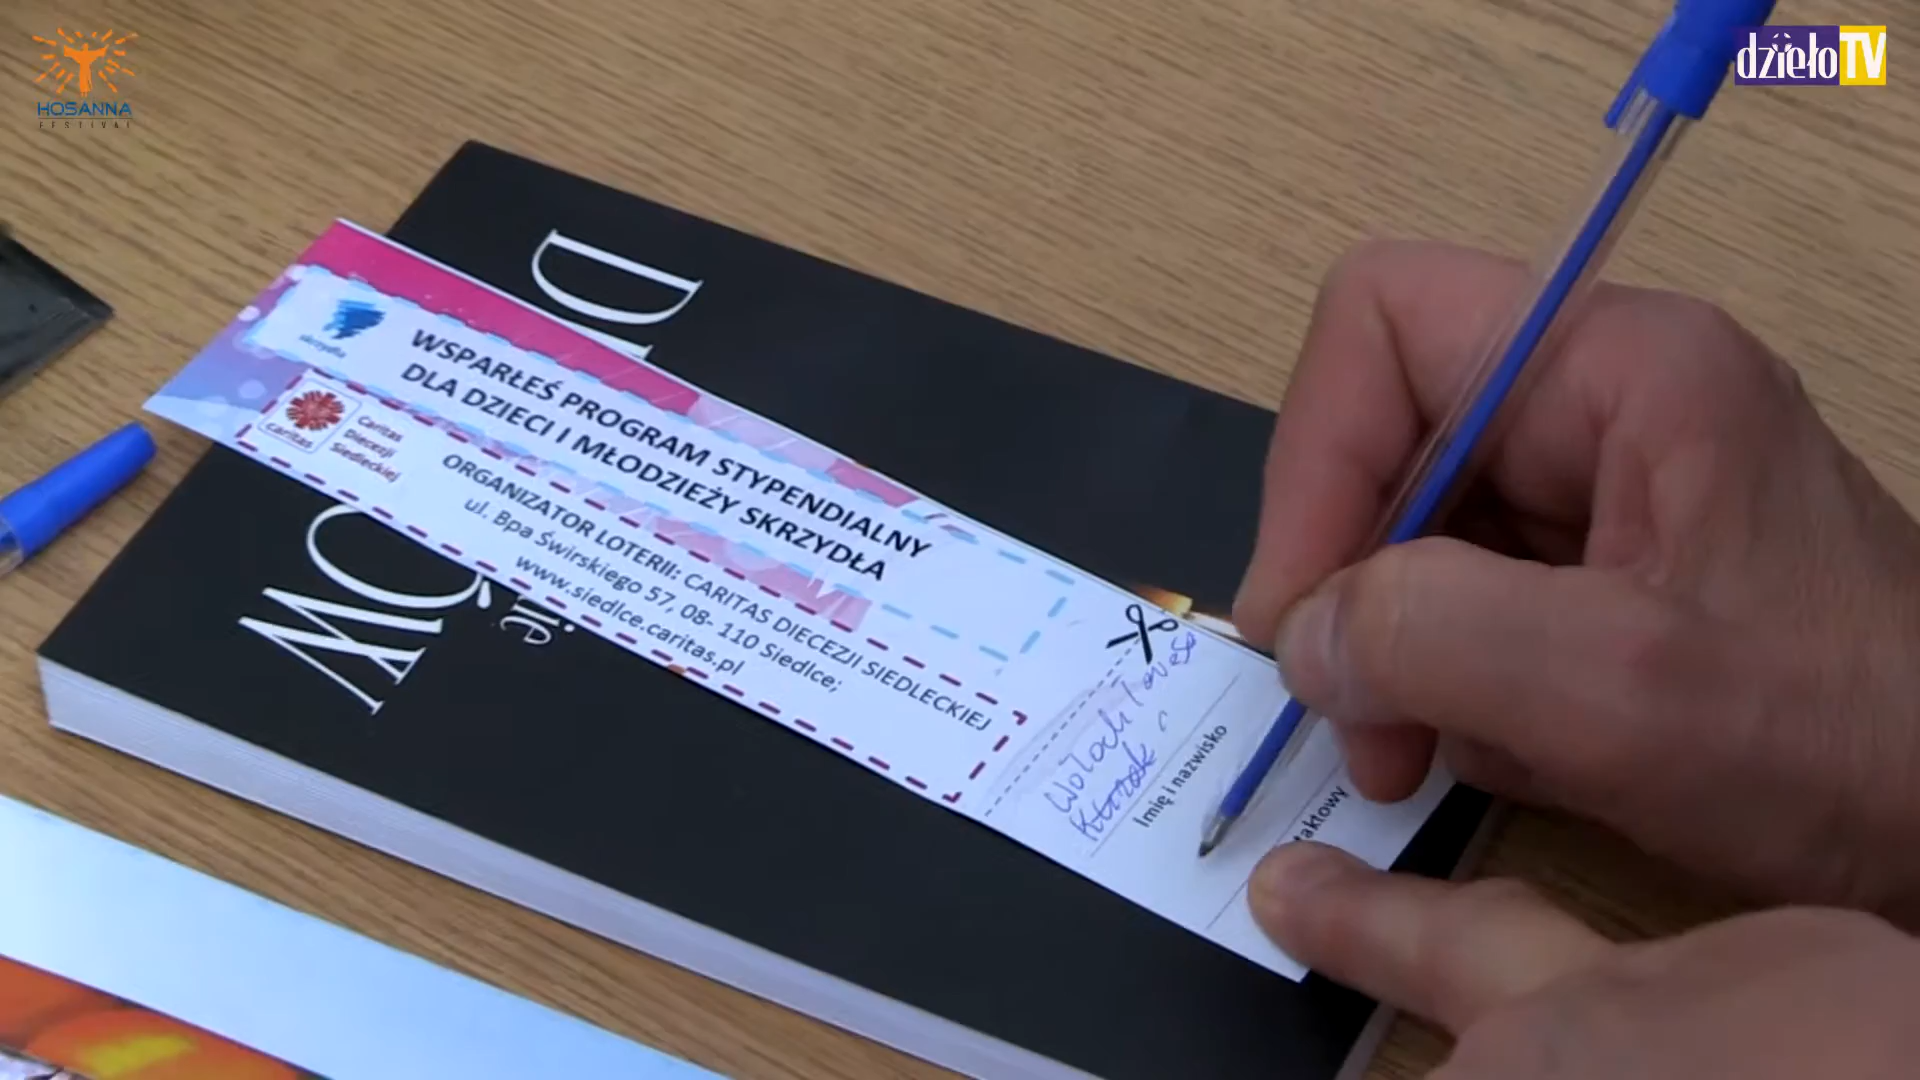 HOSANNA
FESTIVAL
dziełoTV
skrzydła
WSPARŁEŚ PROGRAM STYPENDIALNY
DLA DZIECI I MŁODZIEŻY SKRZYDŁA
caritas
Caritas
Diecezji
Siedleckiej
ORGANIZATOR LOTERII: CARITAS DIECEZJI SIEDLECKIEJ
ul. Bpa Świrskiego 57, 08- 110 Siedlce;
www.siedlce.caritas.pl
Imię i nazwisko